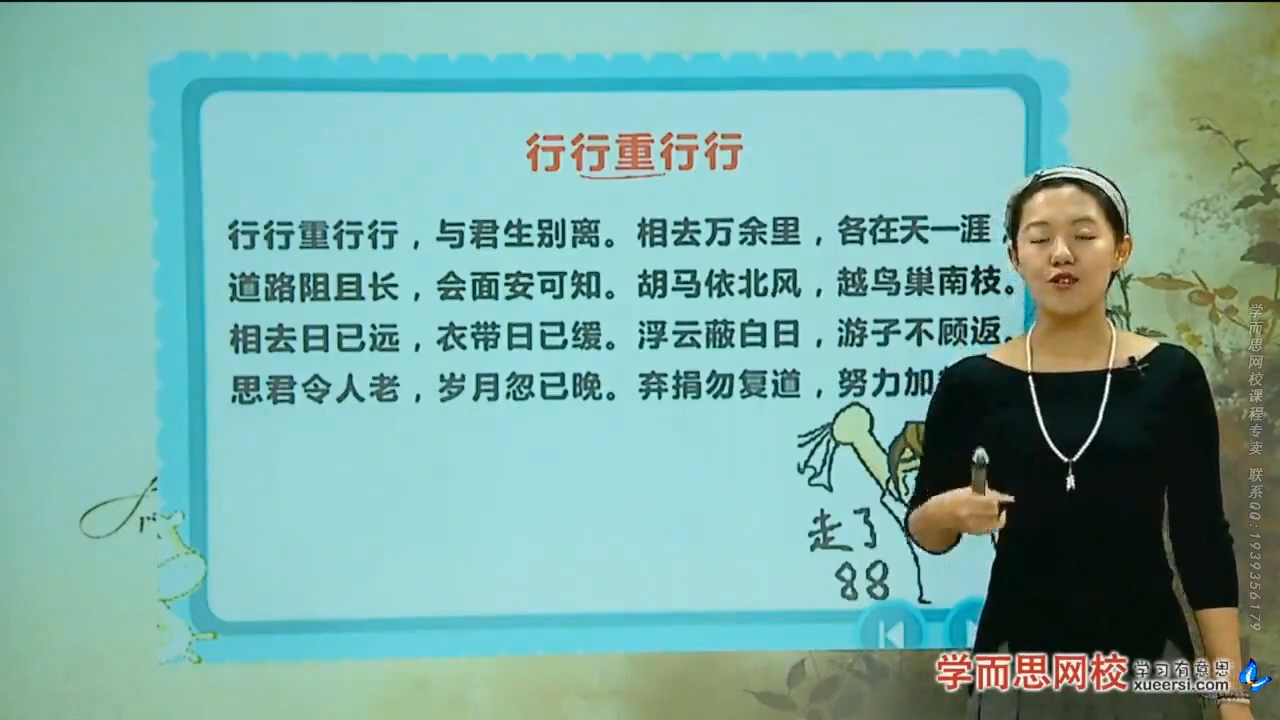 行行重行行
行行重行行，与君生别离。相去万余里，各在天一涯
道路阻且长，会面安可知。胡马依北风，越鸟巢南枝。
相去日已远，衣带日已缓。浮云蔽白日，游子不顾返。
思君令人老，岁月忽已晚。弃捐勿复道，努力加
走了
88
学而思网校
学习有意思
xueersi.com
学而思网校课程专卖 联系QQ:1939356179